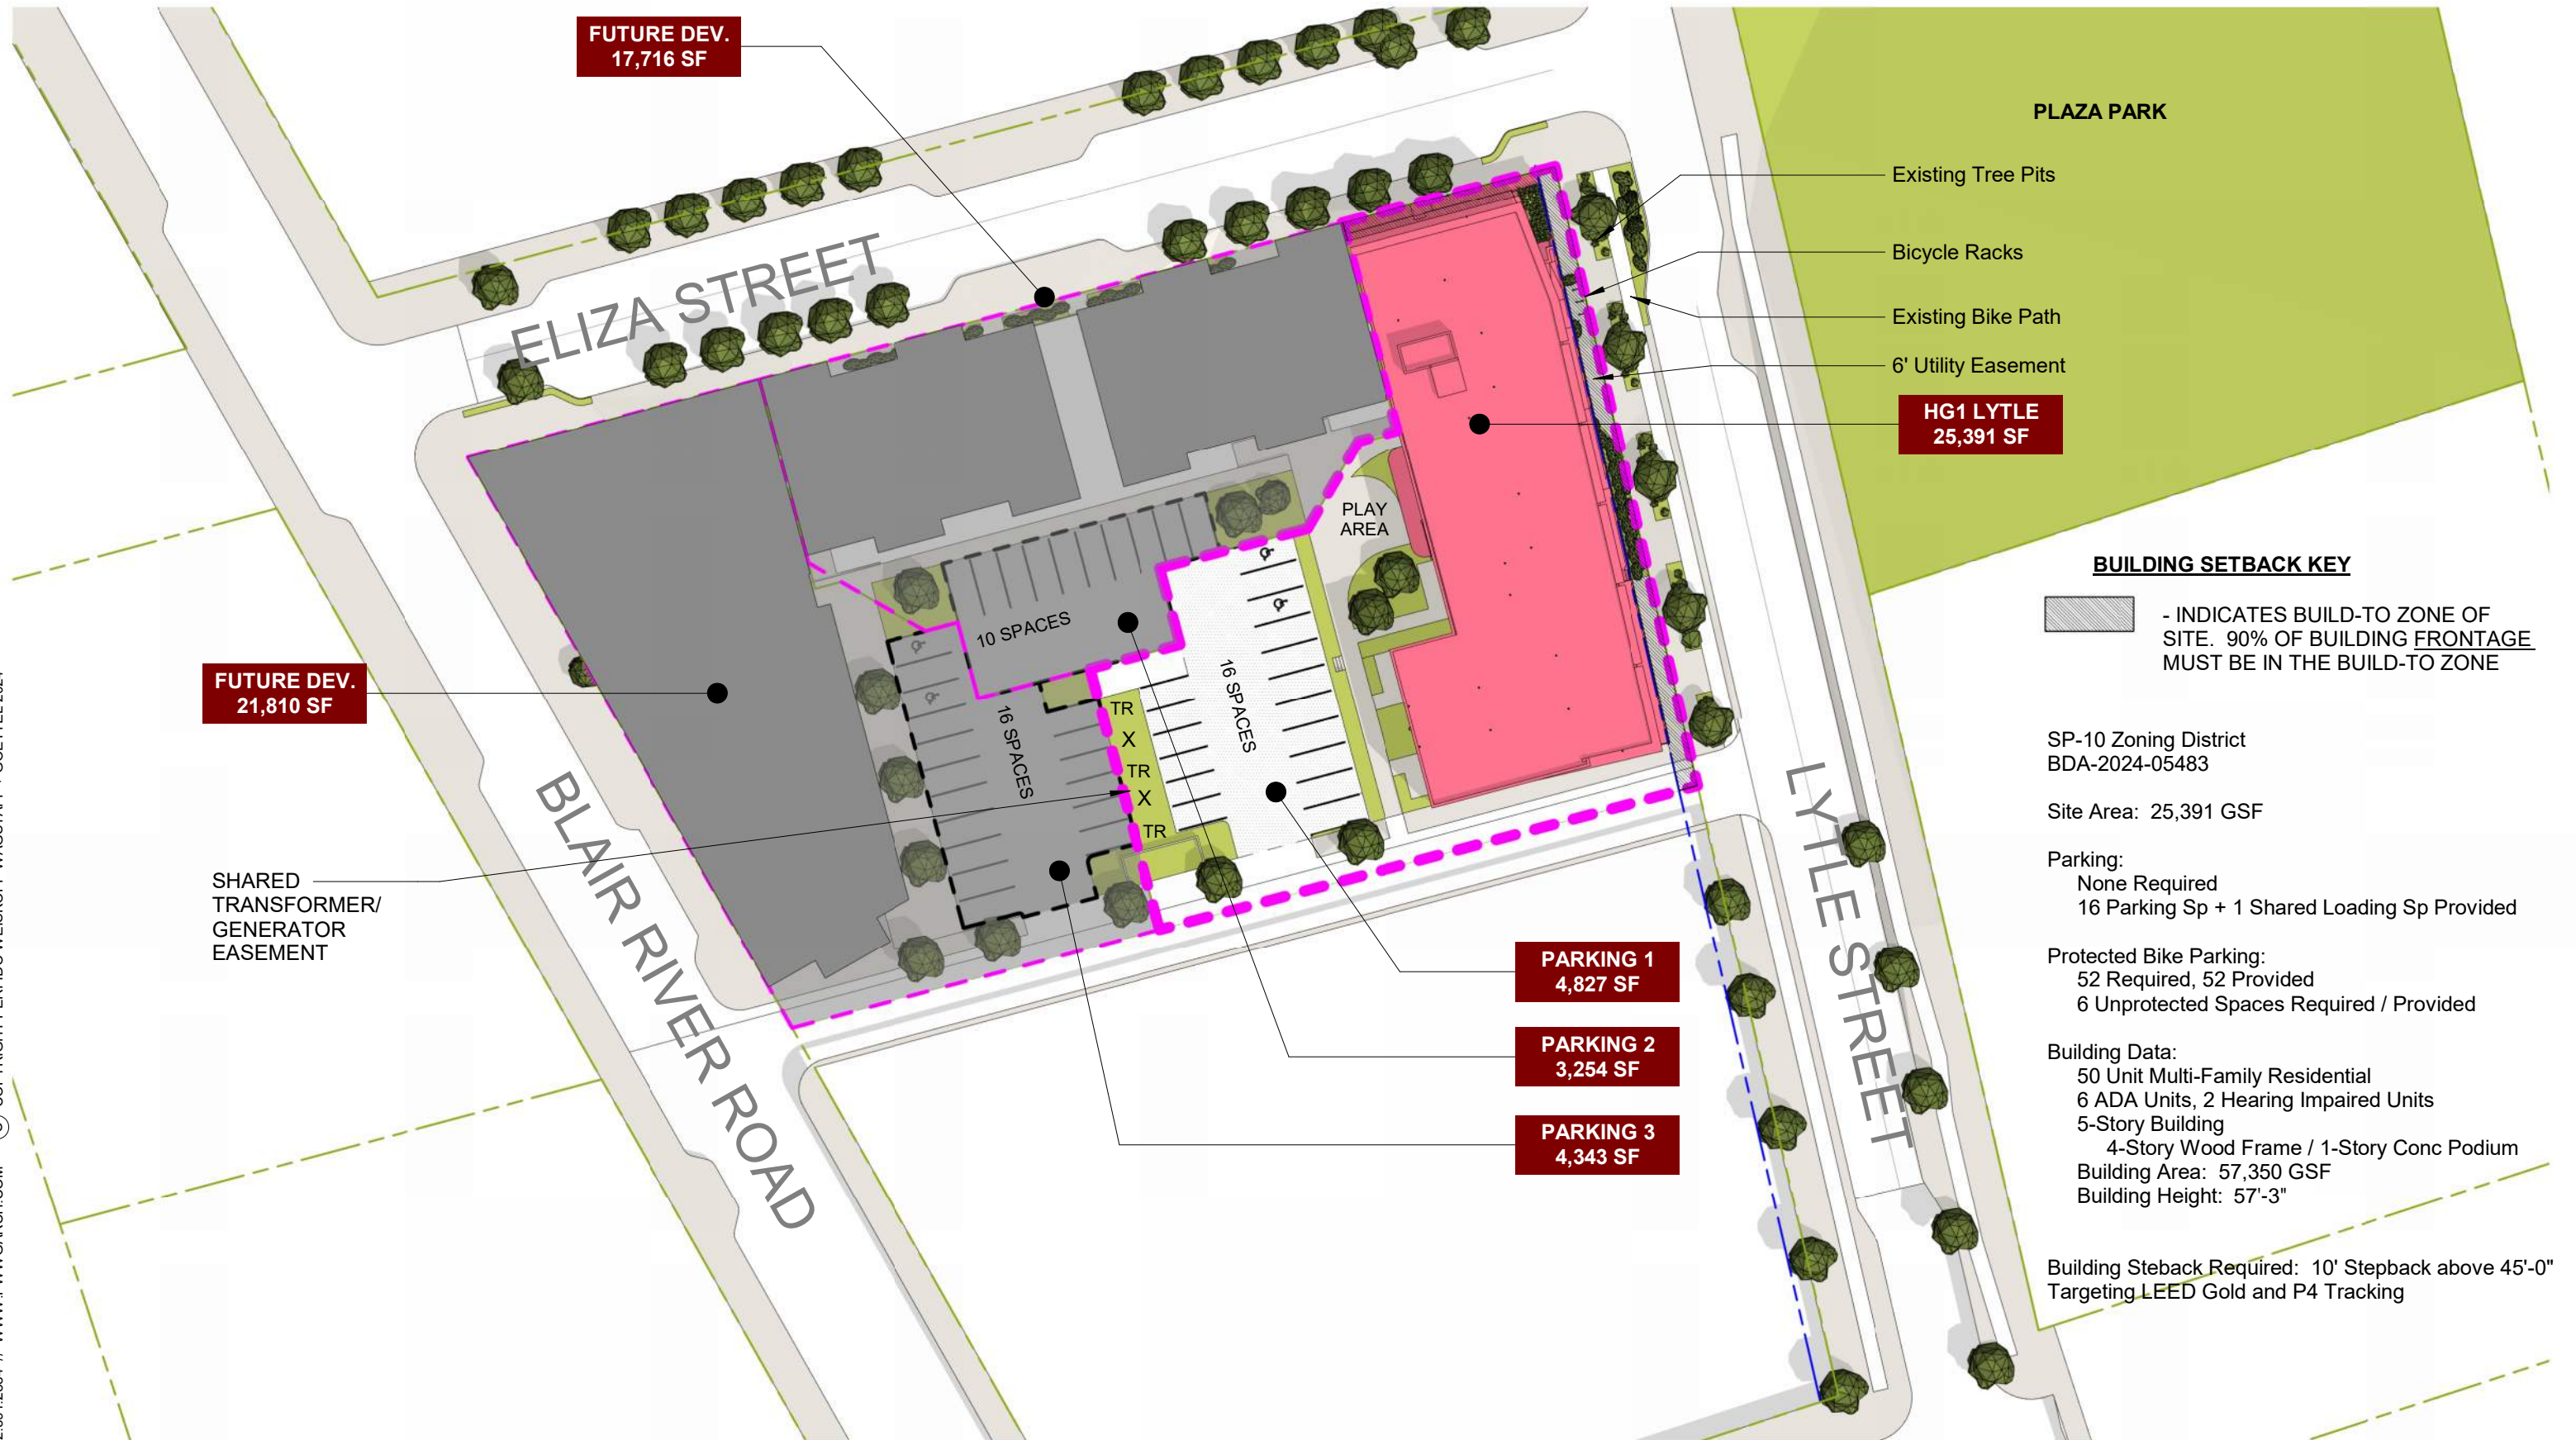 FUTURE DEV.
17,716 SF
PLAZA PARK
Existing Tree Pits
Bicycle Racks
Existing Bike Path
6' Utility Easement
HG1 LYTLE
25,391 SF
ELIZA STREET
PLAY
AREA
10 SPACES
16 SPACES
16 SPACES
TR
X
TR
X
TR
FUTURE DEV.
21,810 SF
SHARED
TRANSFORMER/
GENERATOR
EASEMENT
BLAIR RIVER ROAD
LYTLE STREET
PARKING 1
4,827 SF
PARKING 2
3,254 SF
PARKING 3
4,343 SF
BUILDING SETBACK KEY
- INDICATES BUILD-TO ZONE OF
SITE. 90% OF BUILDING FRONTAGE
MUST BE IN THE BUILD-TO ZONE
SP-10 Zoning District
BDA-2024-05483
Site Area: 25,391 GSF
Parking:
None Required
16 Parking Sp + 1 Shared Loading Sp Provided
Protected Bike Parking:
52 Required, 52 Provided
6 Unprotected Spaces Required / Provided
Building Data:
50 Unit Multi-Family Residential
6 ADA Units, 2 Hearing Impaired Units
5-Story Building
4-Story Wood Frame / 1-Story Conc Podium
Building Area: 57,350 GSF
Building Height: 57'-3"
Building Steback Required: 10' Stepback above 45'-0"
Targeting LEED Gold and P4 Tracking